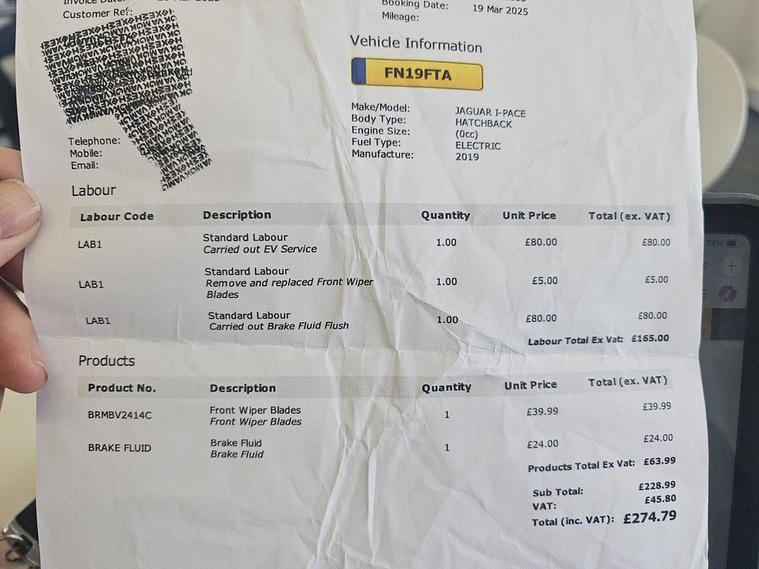 Customer Ref:
Booking Date: 19 Mar 2025
Mileage:
Vehicle Information
FN19FTA
Make/Model: JAGUAR I-PACE
Body Type: HATCHBACK
Engine Size: (0cc)
Fuel Type: ELECTRIC
Manufacture: 2019
Telephone:
Mobile:
Email:
Labour
Labour Code Description Quantity Unit Price Total (ex. VAT)
LAB1 Standard Labour 1.00 £80.00 £80.00
Carried out EV Service
LAB1 Standard Labour 1.00 £5.00 £5.00
Remove and replaced Front Wiper
Blades
LAB1 Standard Labour 1.00 £80.00 £80.00
Carried out Brake Fluid Flush
Labour Total Ex Vat: £165.00
Products
Product No. Description Quantity Unit Price Total (ex. VAT)
BRMBV2414C Front Wiper Blades 1 £39.99 £39.99
Front Wiper Blades
BRAKE FLUID Brake Fluid 1 £24.00 £24.00
Brake Fluid
Products Total Ex Vat: £63.99
Sub Total: £228.99
VAT: £45.80
Total (inc. VAT): £274.79